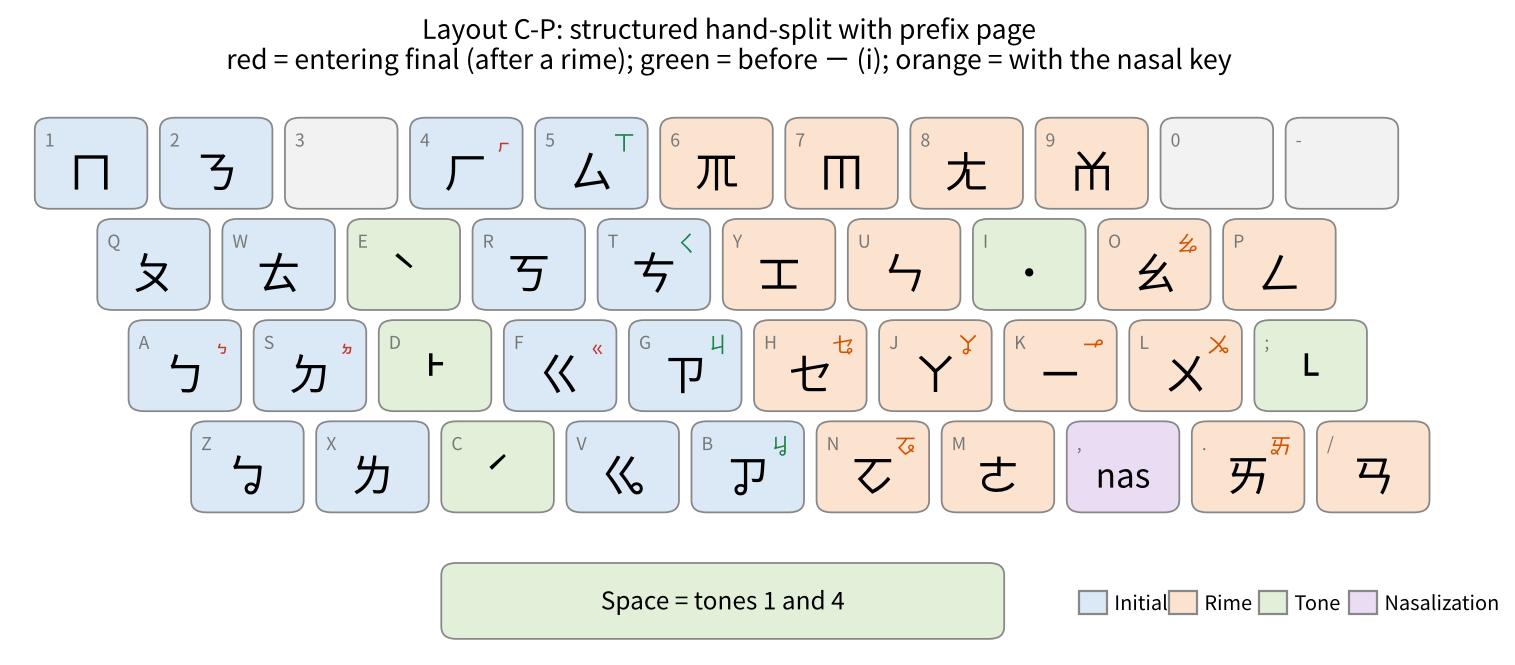 Layout C-P: structured hand-split with prefix page
red = entering final (after a rime); green = before ㄧ (i); orange = with the nasal key
1 ㄇ 2 ㄋ 3 4 ㄏ ㆷ 5 ㄙ ㄒ 6 ㆭ 7 ㆬ 8 ㄤ 9 ㆰ 0 -
Q ㄆ W ㄊ E ˋ R ㄎ T ㄘ ㄑ Y ㆨ U ㄣ I ˙ O ㄠ ㆯ P ㄥ
A ㄅ ㆴ S ㄉ ㆵ D ˫ F ㄍ ㆻ G ㄗ ㄐ H ㆤ ㆥ J ㄚ ㆩ K ㄧ ㆪ L ㄨ ㆫ ; ˪
Z ㆠ X ㄌ C ˊ V ㆣ B ㆡ ㆢ N ㆦ ㆧ M ㄜ , nas . ㄞ ㆮ / ㄢ
Space = tones 1 and 4
Initial Rime Tone Nasalization